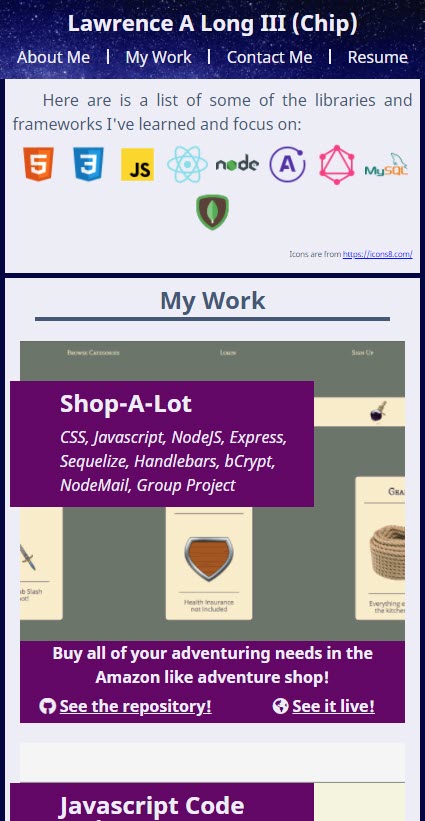 Lawrence A Long III (Chip)
About Me | My Work | Contact Me | Resume
Here are is a list of some of the libraries and
frameworks I've learned and focus on:
5 3 JS node A MySQL
Icons are from https://icons8.com/
My Work
Browse Categories Login Sign Up
Shop-A-Lot
CSS, Javascript, NodeJS, Express,
Sequelize, Handlebars, bCrypt,
NodeMail, Group Project
Health Insurance
not Included
Buy all of your adventuring needs in the
Amazon like adventure shop!
See the repository! See it live!
Javascript Code